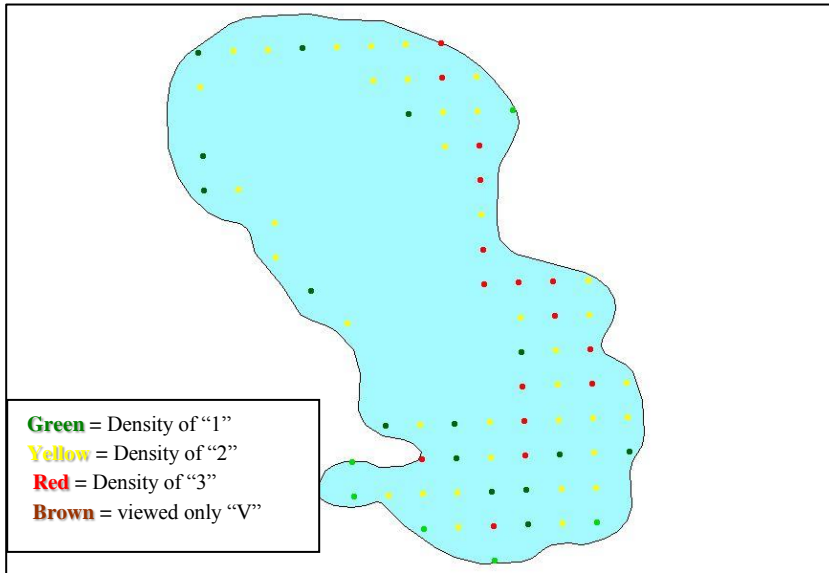 Green = Density of “1”
Yellow = Density of “2”
Red = Density of “3”
Brown = viewed only “V”